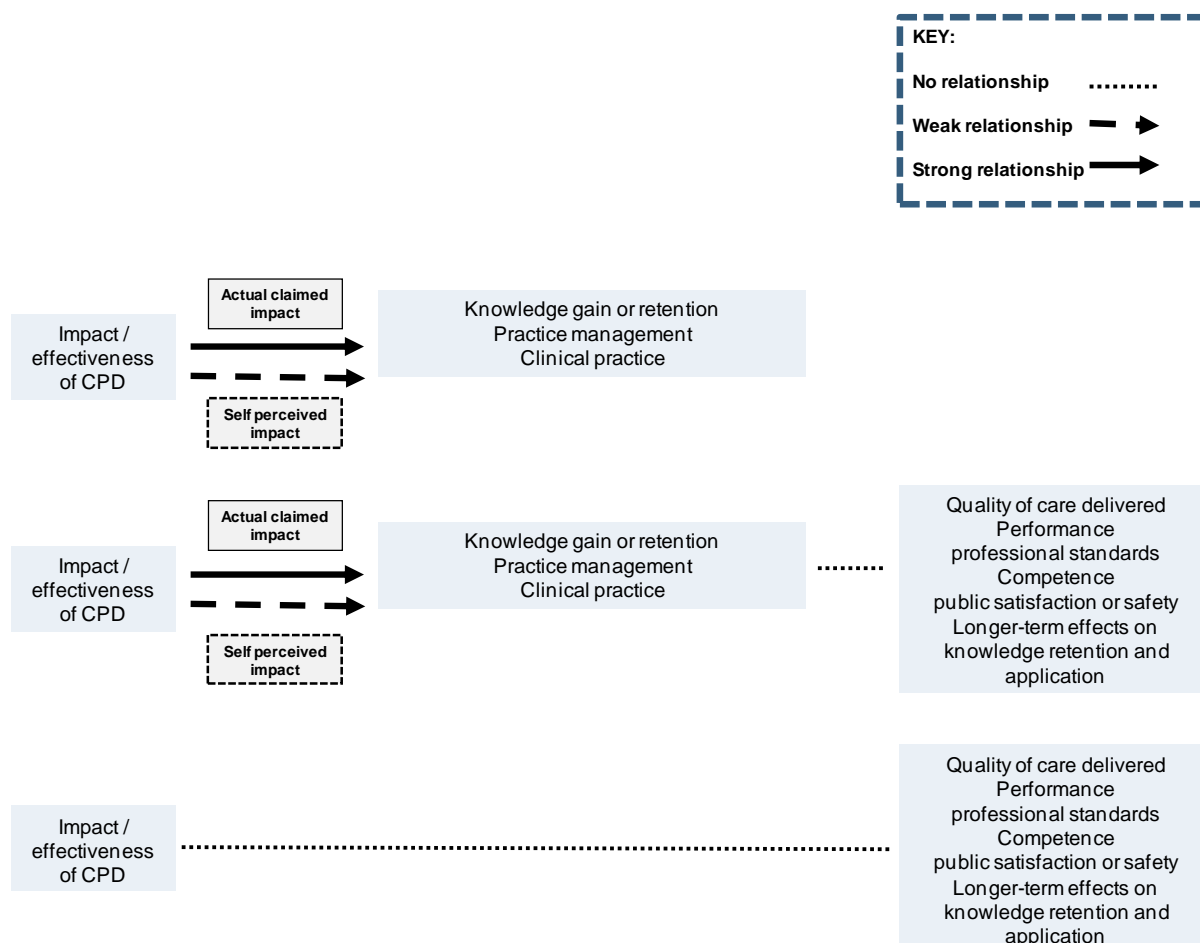 KEY:
No relationship
Weak relationship
Strong relationship
Actual claimed
impact
Impact /
effectiveness
of CPD
Knowledge gain or retention
Practice management
Clinical practice
Self perceived
impact
Actual claimed
impact
Impact /
effectiveness
of CPD
Knowledge gain or retention
Practice management
Clinical practice
Self perceived
impact
Quality of care delivered
Performance
professional standards
Competence
public satisfaction or safety
Longer-term effects on
knowledge retention and
application
Impact /
effectiveness
of CPD
Quality of care delivered
Performance
professional standards
Competence
public satisfaction or safety
Longer-term effects on
knowledge retention and
application